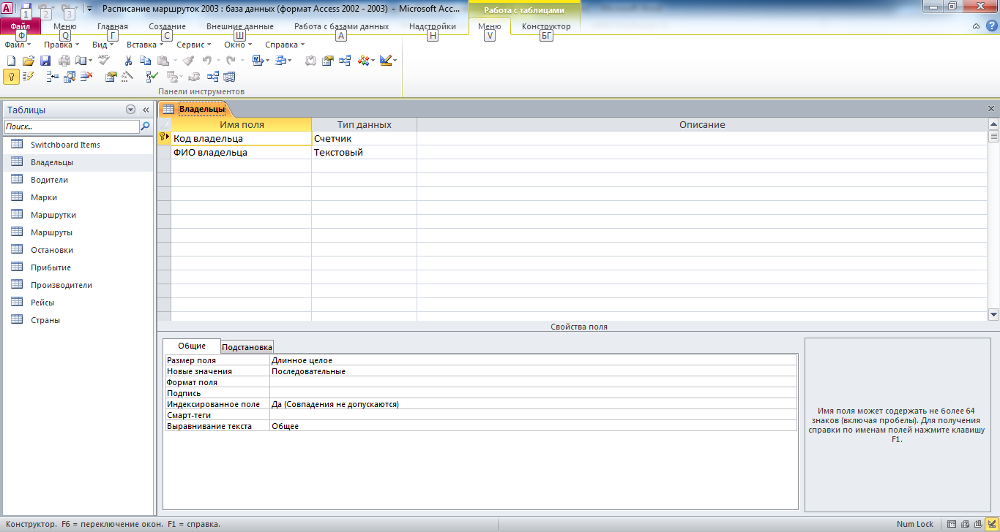 Расписание маршруток 2003 : база данных (формат Access 2002 - 2003) - Microsoft Acc...
Работа с таблицами
1 2 3
Файл Меню Главная Создание Внешние данные Работа с базами данных Надстройки Меню Конструктор
Ф Q Г С Ш А Н V БГ
Файл Правка Вид Вставка Сервис Окно Справка
Панели инструментов
Таблицы
Поиск...
Switchboard Items
Владельцы
Водители
Марки
Маршрутки
Маршруты
Остановки
Прибытие
Производители
Рейсы
Страны
Владельцы
Имя поля Тип данных Описание
Код владельца Счетчик
ФИО владельца Текстовый
Свойства поля
Общие Подстановка
Размер поля Длинное целое
Новые значения Последовательные
Формат поля
Подпись
Индексированное поле Да (Совпадения не допускаются)
Смарт-теги
Выравнивание текста Общее
Имя поля может содержать не более 64
знаков (включая пробелы). Для получения
справки по именам полей нажмите клавишу
F1.
Конструктор. F6 = переключение окон. F1 = справка.
Num Lock